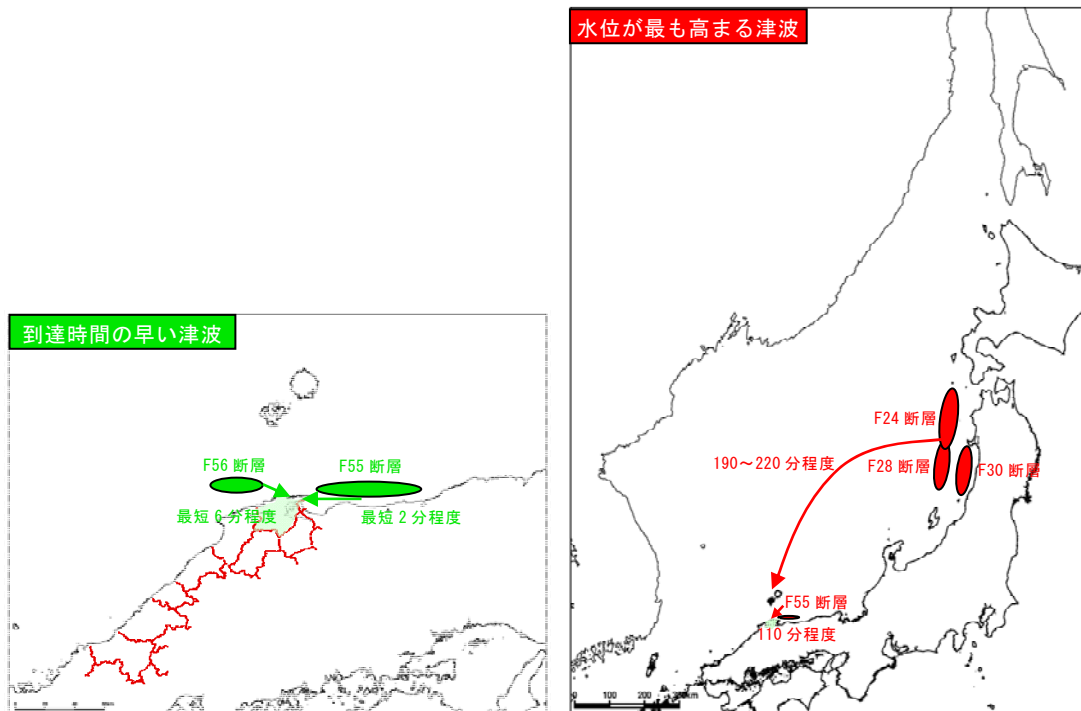 到達時間の早い津波
F56 断層
F55 断層
最短 6 分程度
最短 2 分程度
水位が最も高まる津波
F24 断層
190～220 分程度
F28 断層
F30 断層
F55 断層
110 分程度
0 100 200